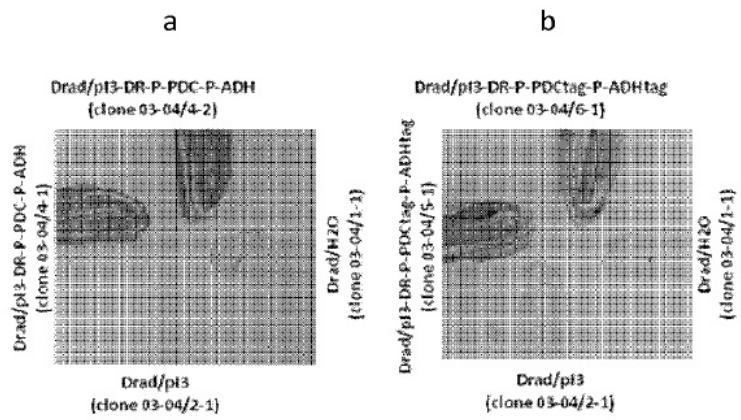 a
b
Drad/pI3-DR-P-PDC-P-ADH
(clone 03-04/4-2)
Drad/pI3-DR-P-PDCtag-P-ADHtag
(clone 03-04/6-1)
Drad/pI3-DR-P-PDC-P-ADH
(clone 03-04/4-1)
Drad/H2O
(clone 03-04/1-1)
Drad/pI3-DR-P-PDCtag-P-ADHtag
(clone 03-04/5-1)
Drad/H2O
(clone 03-04/1-1)
Drad/pI3
(clone 03-04/2-1)
Drad/pI3
(clone 03-04/2-1)